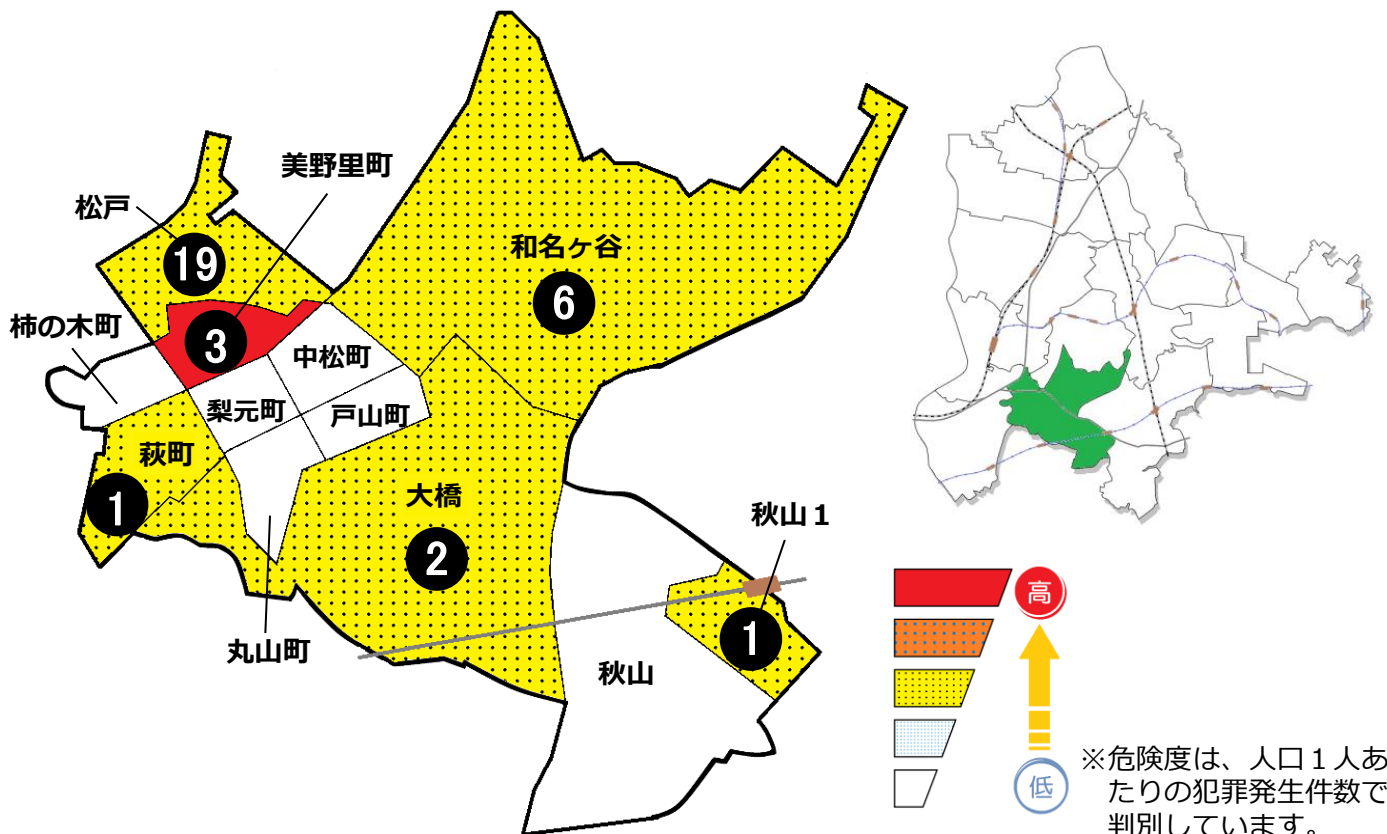 美野里町
松戸
19
和名ヶ谷
6
柿の木町
3
中松町
梨元町
戸山町
萩町
1
大橋
2
秋山１
1
丸山町
秋山
高
低
※危険度は、人口１人あ
たりの犯罪発生件数で
判別しています。